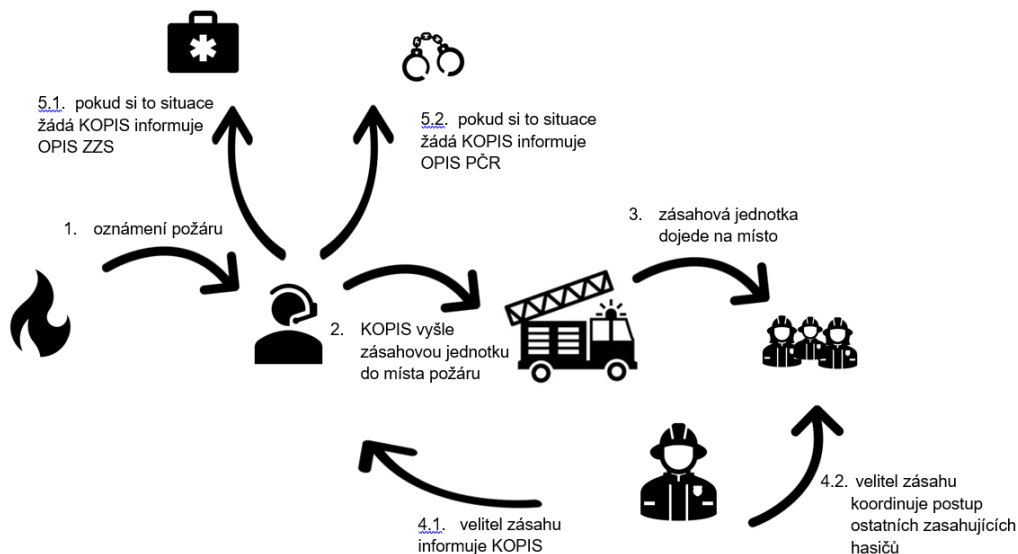 5.1. pokud si to situace
žádá KOPIS informuje
OPIS ZZS
5.2. pokud si to situace
žádá KOPIS informuje
OPIS PČR
1. oznámení požáru
3. zásahová jednotka
dojede na místo
2. KOPIS vyšle
zásahovou jednotku
do místa požáru
4.1. velitel zásahu
informuje KOPIS
4.2. velitel zásahu
koordinuje postup
ostatních zasahujících
hasičů